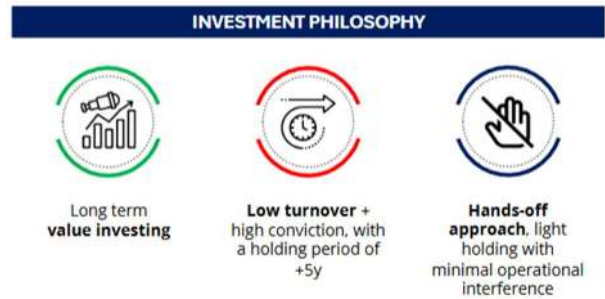 INVESTMENT PHILOSOPHY
Long term
value investing
Low turnover +
high conviction, with
a holding period of
+5y
Hands-off
approach, light
holding with
minimal operational
interference